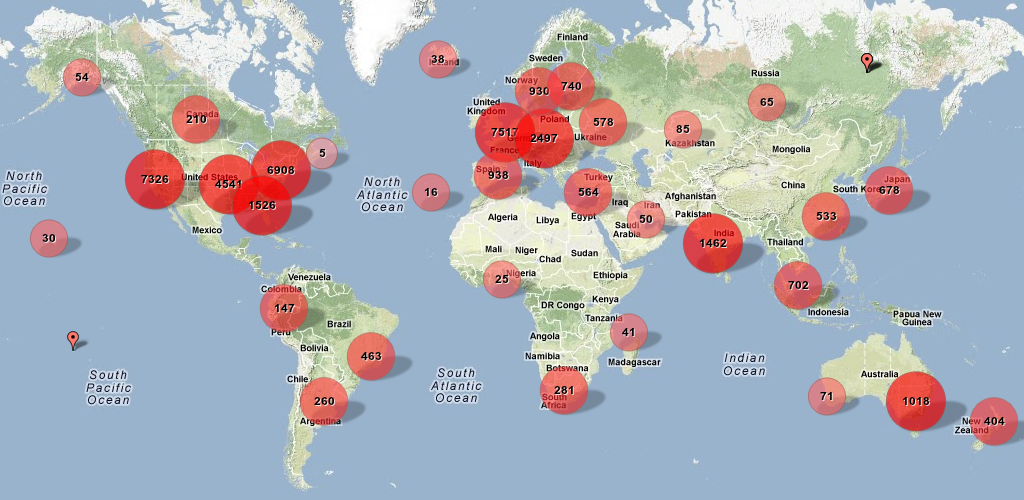 Finland
38
Iceland
Sweden
54
Norway
930
740
Russia
65
United
Kingdom
210
Canada
7517
Germ
2497
Poland
578
Ukraine
85
Kazakhstan
Mongolia
5
France
Italy
6908
7326
United States
4541
1526
North
Pacific
Ocean
North
Atlantic
Ocean
16
Spain
938
Turkey
564
Iraq
Iran
50
Afghanistan
Pakistan
China
South Korea
Japan
678
533
Mexico
30
Algeria
Libya
Egypt
Saudi
Arabia
India
1462
Thailand
Mali
Niger
Chad
Sudan
25
Nigeria
Ethiopia
Venezuela
Colombia
147
Peru
Brazil
DR Congo
Kenya
Tanzania
41
702
Indonesia
Papua New
Guinea
Bolivia
463
Angola
Namibia
Botswana
Madagascar
Indian
Ocean
South
Pacific
Ocean
Chile
260
Argentina
South
Atlantic
Ocean
281
South
Africa
Australia
71
1018
New
Zealand
404